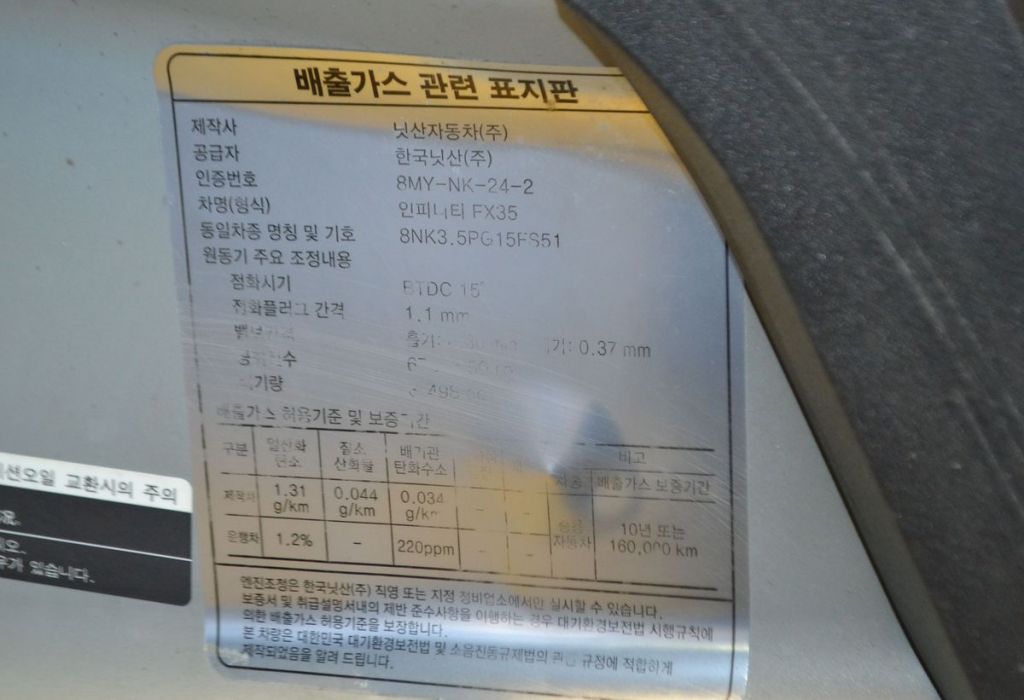 배출가스 관련 표지판
제작사 닛산자동차(주)
공급자 한국닛산(주)
인증번호 8MY-NK-24-2
차명(형식) 인피니티 FX35
동일차종 명칭 및 기호 8NK3.5PG15FS51
원동기 주요 조정내용
점화시기 BTDC 15°
점화플러그 간격 1.1 mm
밸브간격 흡기: 0.37 mm
배출가스 허용기준 및 보증기간
구분 일산화탄소 질소산화물 배기관탄화수소 비고
차종 배출가스 보증기간
제작차 1.31 g/km 0.044 g/km 0.034 g/km - -
승용자동차 10년 또는 160,000 km
운행차 1.2% - 220ppm - -
엔진조정은 한국닛산(주) 직영 또는 지정 정비업소에서만 실시할 수 있습니다.
보증서 및 취급설명서내의 제반 준수사항을 이행하는 경우 대기환경보전법 시행규칙에
의한 배출가스 허용기준을 보장합니다.
본 차량은 대한민국 대기환경보전법 및 소음진동규제법의 관련 규정에 적합하게
제작되었음을 알려 드립니다.
션오일 교환시의 주의
있습니다.